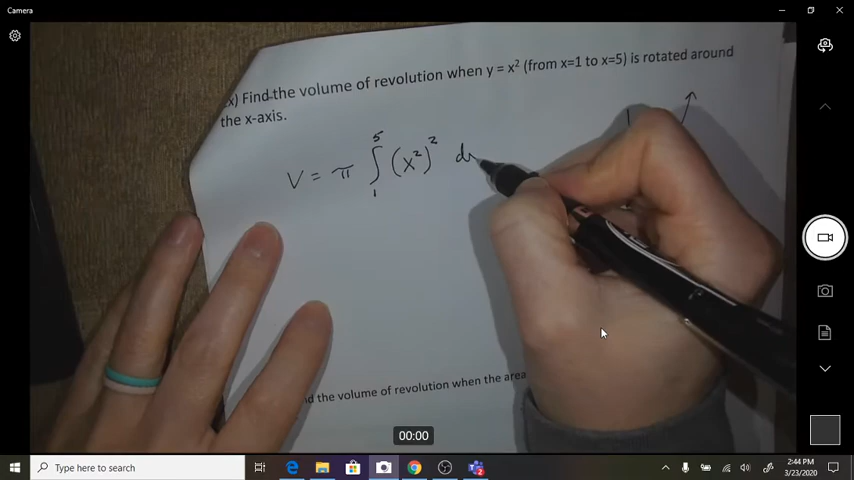 Camera
x) Find the volume of revolution when y = x² (from x=1 to x=5) is rotated around
the x-axis.
V = π ∫₁⁵ (x²)² d
nd the volume of revolution when the area
00:00
Type here to search
2:44 PM
3/23/2020